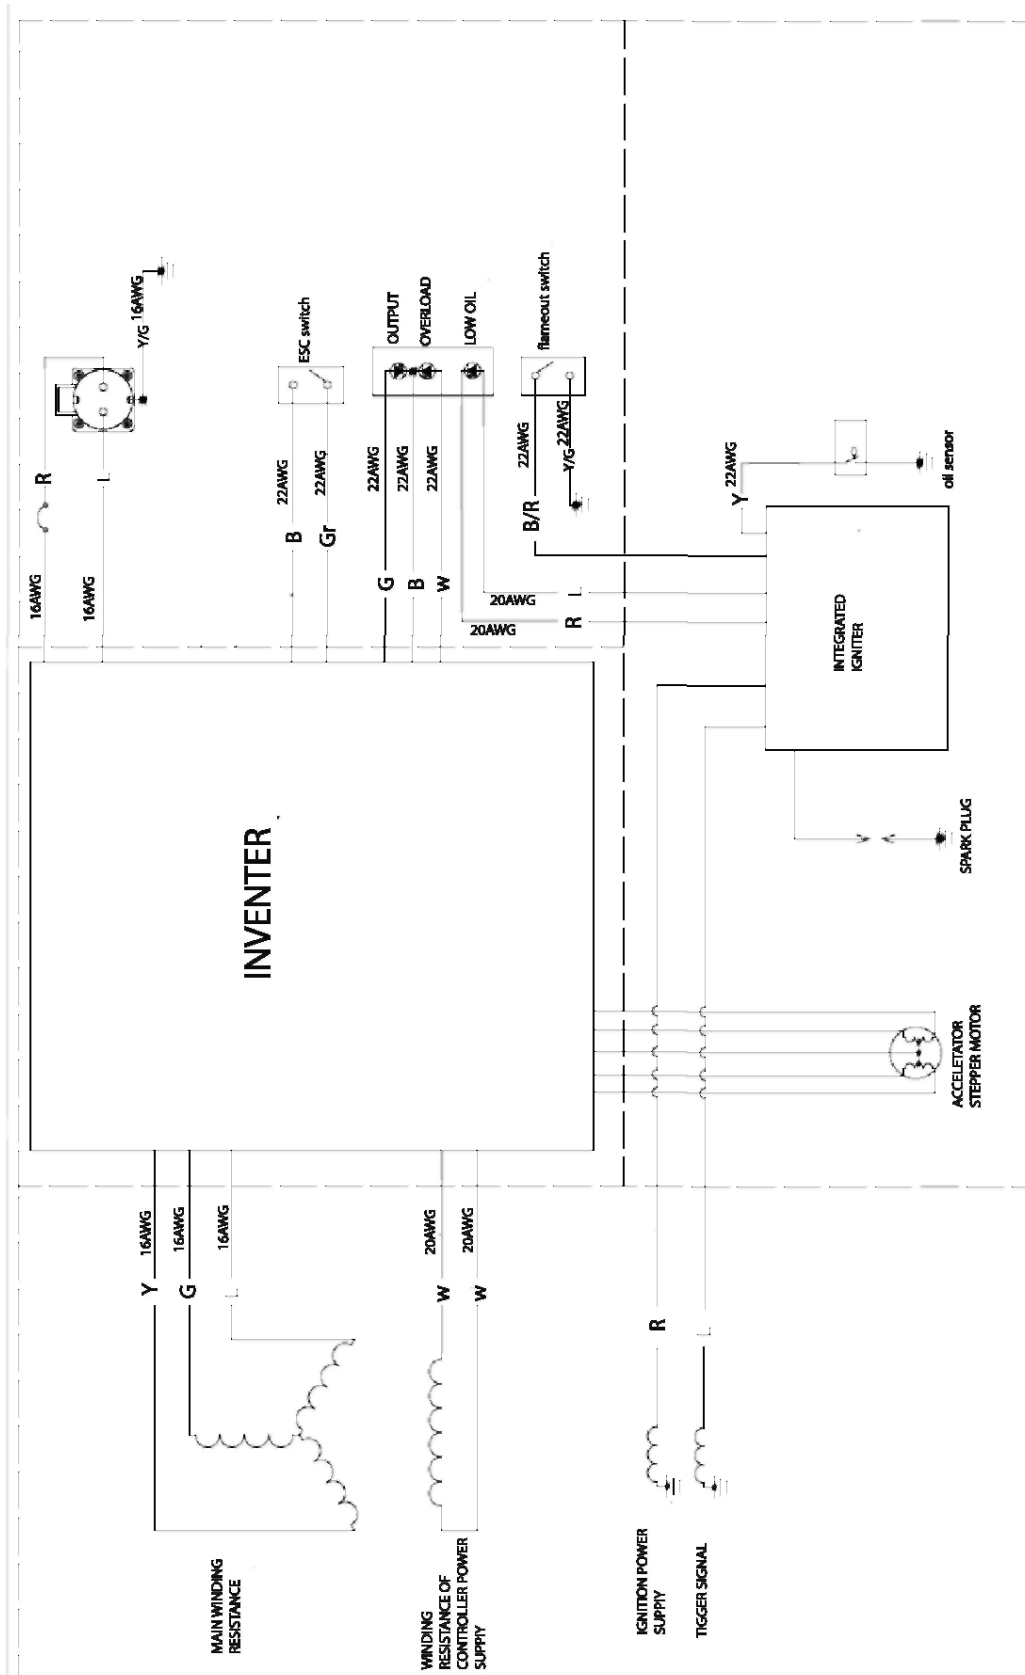 16AWG
R
16AWG
L
Y/G
16AWG
ESC switch
22AWG
B
22AWG
Gr
OUTPUT
OVERLOAD
LOW OIL
22AWG
22AWG
22AWG
G
B
W
flameout switch
22AWG
22AWG
B/R
Y/G
20AWG
L
20AWG
R
22AWG
Y
oil sensor
INTEGRATED
IGNITER
INVENTER
SPARK PLUG
ACCELETATOR
STEPPER MOTOR
16AWG
16AWG
16AWG
Y
G
L
20AWG
20AWG
W
W
R
L
MAIN WINDING
RESISTANCE
WINDING
RESISTANCE OF
CONTROLLER POWER
SUPPLY
IGNITION POWER
SUPPIY
TIGGER SIGNAL